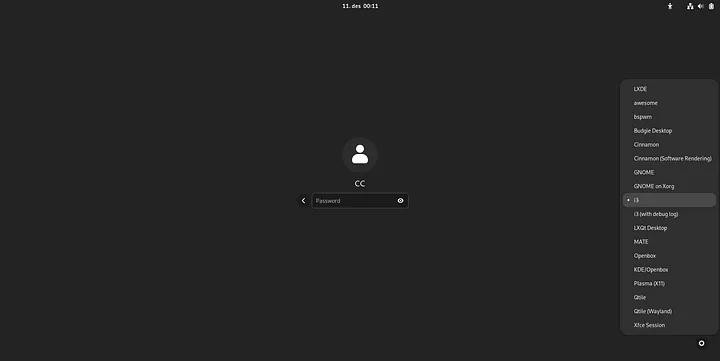 11. des 00:11
CC
Password
LXDE
awesome
bspwm
Budgie Desktop
Cinnamon
Cinnamon (Software Rendering)
GNOME
GNOME on Xorg
i3
i3 (with debug log)
LXQt Desktop
MATE
Openbox
KDE/Openbox
Plasma (X11)
Qtile
Qtile (Wayland)
Xfce Session